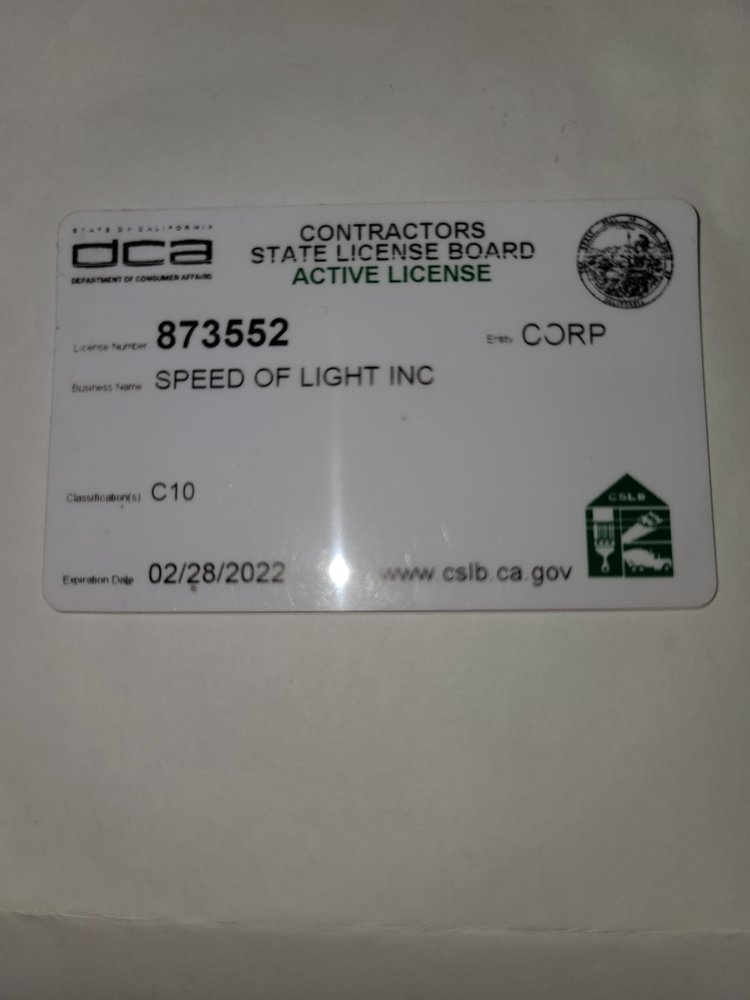 STATE OF CALIFORNIA
dca
DEPARTMENT OF CONSUMER AFFAIRS
CONTRACTORS
STATE LICENSE BOARD
ACTIVE LICENSE
License Number 873552
Entity CORP
Business Name SPEED OF LIGHT INC
Classification(s) C10
CSLB
Expiration Date 02/28/2022
www.cslb.ca.gov